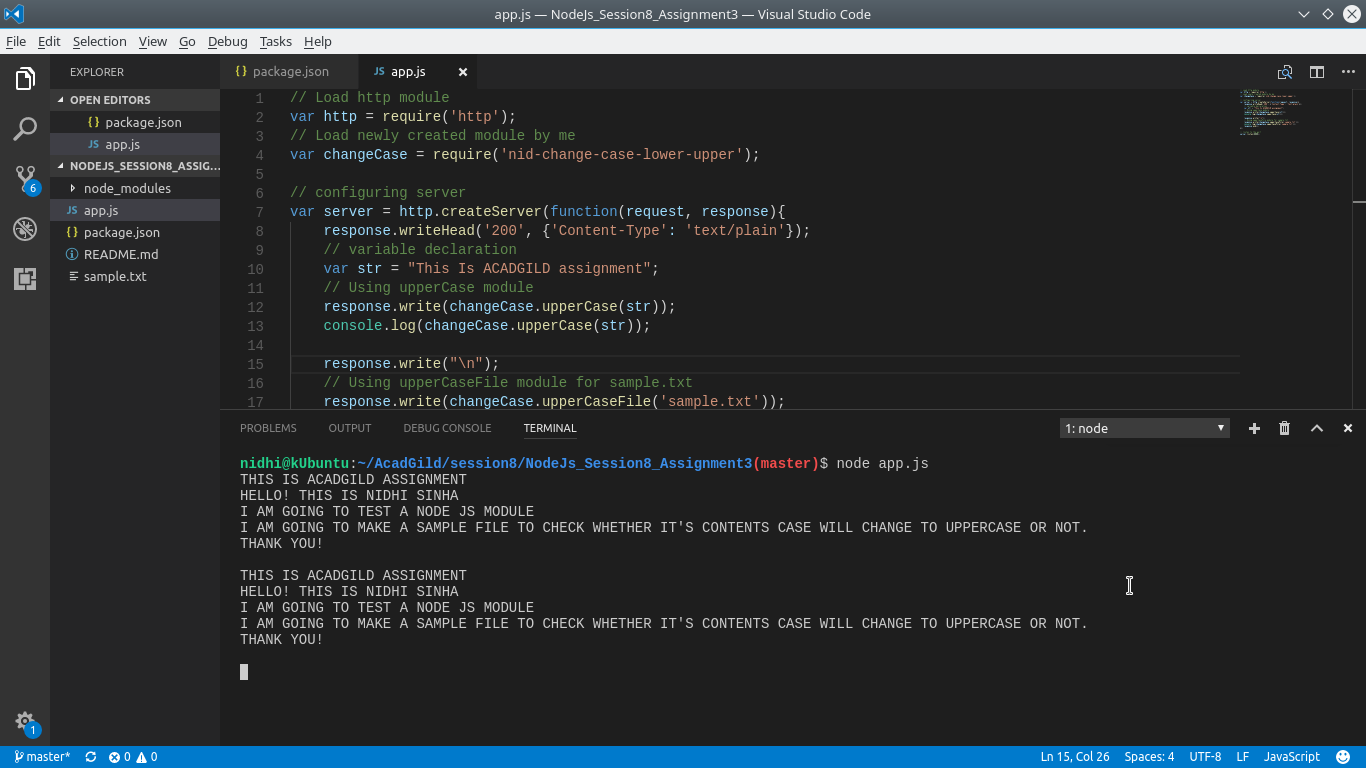 app.js — NodeJs_Session8_Assignment3 — Visual Studio Code
File Edit Selection View Go Debug Tasks Help
EXPLORER
OPEN EDITORS
{} package.json
JS app.js
NODEJS_SESSION8_ASSIG...
node_modules
JS app.js
{} package.json
README.md
sample.txt
6
1
{} package.json JS app.js
1 // Load http module
2 var http = require('http');
3 // Load newly created module by me
4 var changeCase = require('nid-change-case-lower-upper');
5
6 // configuring server
7 var server = http.createServer(function(request, response){
8 response.writeHead('200', {'Content-Type': 'text/plain'});
9 // variable declaration
10 var str = "This Is ACADGILD assignment";
11 // Using upperCase module
12 response.write(changeCase.upperCase(str));
13 console.log(changeCase.upperCase(str));
14
15 response.write("\n");
16 // Using upperCaseFile module for sample.txt
17 response.write(changeCase.upperCaseFile('sample.txt'));
PROBLEMS OUTPUT DEBUG CONSOLE TERMINAL 1: node
nidhi@kUbuntu:~/AcadGild/session8/NodeJs_Session8_Assignment3(master)$ node app.js
THIS IS ACADGILD ASSIGNMENT
HELLO! THIS IS NIDHI SINHA
I AM GOING TO TEST A NODE JS MODULE
I AM GOING TO MAKE A SAMPLE FILE TO CHECK WHETHER IT'S CONTENTS CASE WILL CHANGE TO UPPERCASE OR NOT.
THANK YOU!
THIS IS ACADGILD ASSIGNMENT
HELLO! THIS IS NIDHI SINHA
I AM GOING TO TEST A NODE JS MODULE
I AM GOING TO MAKE A SAMPLE FILE TO CHECK WHETHER IT'S CONTENTS CASE WILL CHANGE TO UPPERCASE OR NOT.
THANK YOU!
master* 0 0 Ln 15, Col 26 Spaces: 4 UTF-8 LF JavaScript